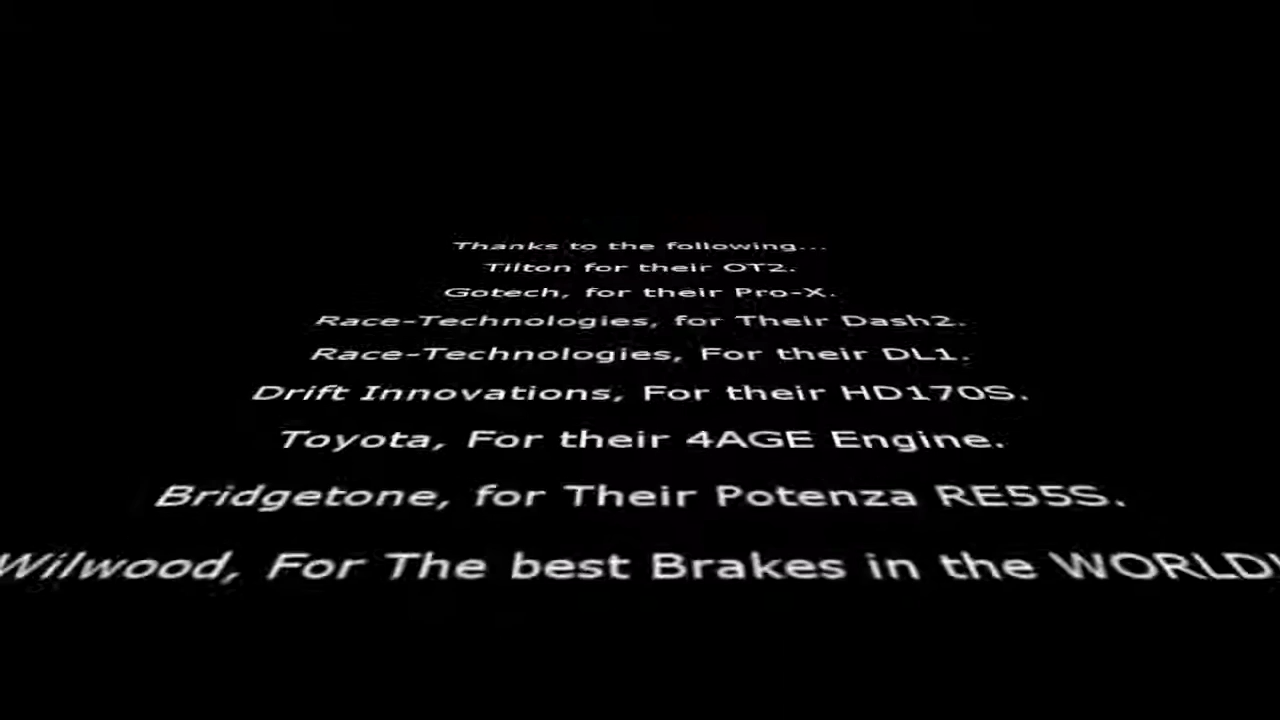 Thanks to the following...
Tilton for their OT2.
Gotech, for their Pro-X.
Race-Technologies, for Their Dash2.
Race-Technologies, For their DL1.
Drift Innovations, For their HD170S.
Toyota, For their 4AGE Engine.
Bridgetone, for Their Potenza RE55S.
Wilwood, For The best Brakes in the WORLD!